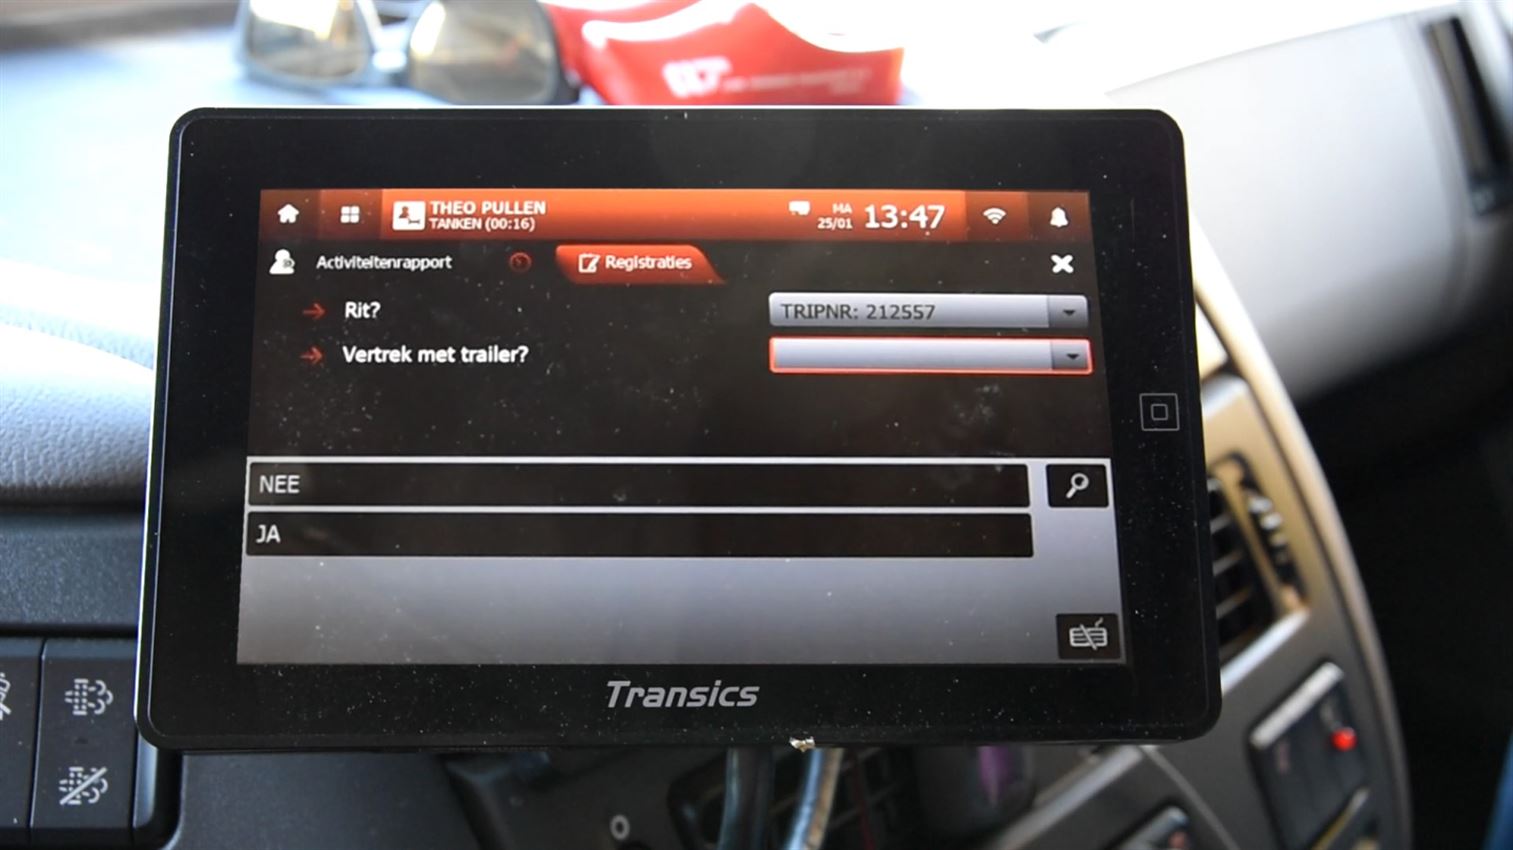 THEO PULLEN
TANKEN (00:16)
MA
25/01
13:47
Activiteitenrapport
Registraties
Rit?
TRIPNR: 212557
Vertrek met trailer?
NEE
JA
Transics